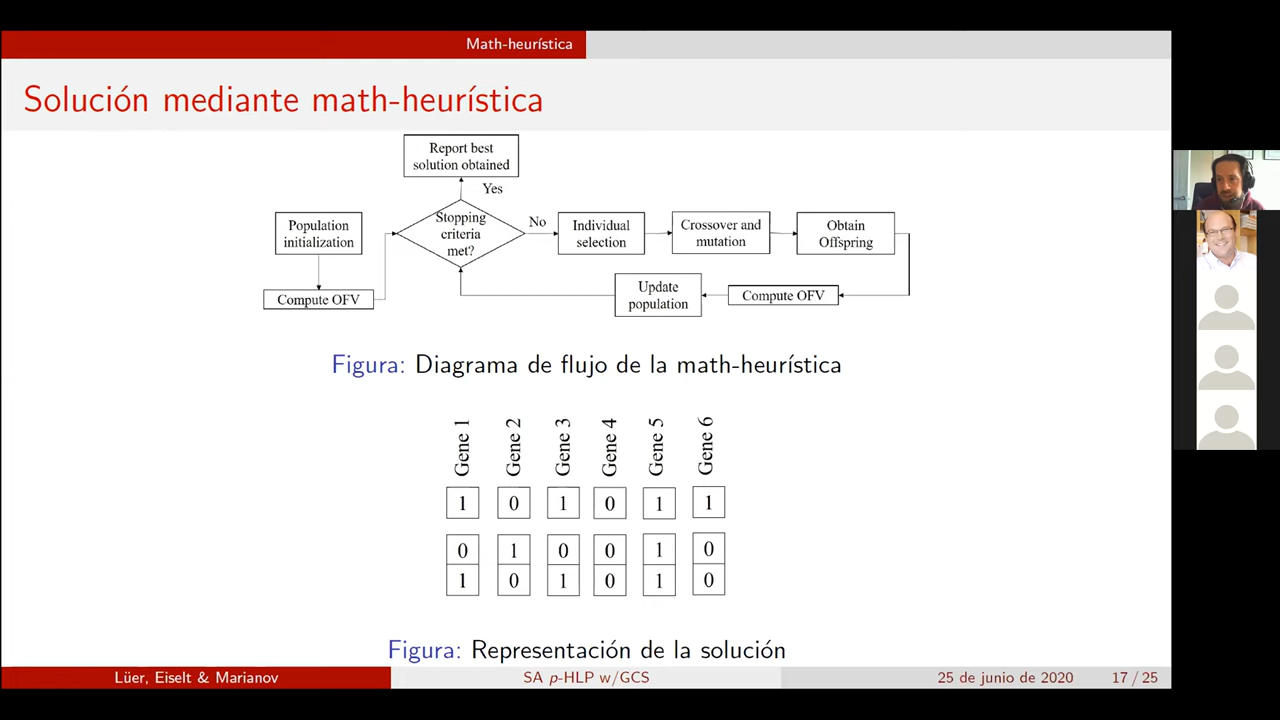 Math-heurística
Solución mediante math-heurística
Report best
solution obtained
Yes
Population
initialization
Stopping
criteria
met?
No
Individual
selection
Crossover and
mutation
Obtain
Offspring
Compute OFV
Update
population
Compute OFV
Figura: Diagrama de flujo de la math-heurística
Gene 1 Gene 2 Gene 3 Gene 4 Gene 5 Gene 6
1 0 1 0 1 1
0 1 0 0 1 0
1 0 1 0 1 0
Figura: Representación de la solución
Lüer, Eiselt & Marianov SA p-HLP w/GCS 25 de junio de 2020 17 / 25